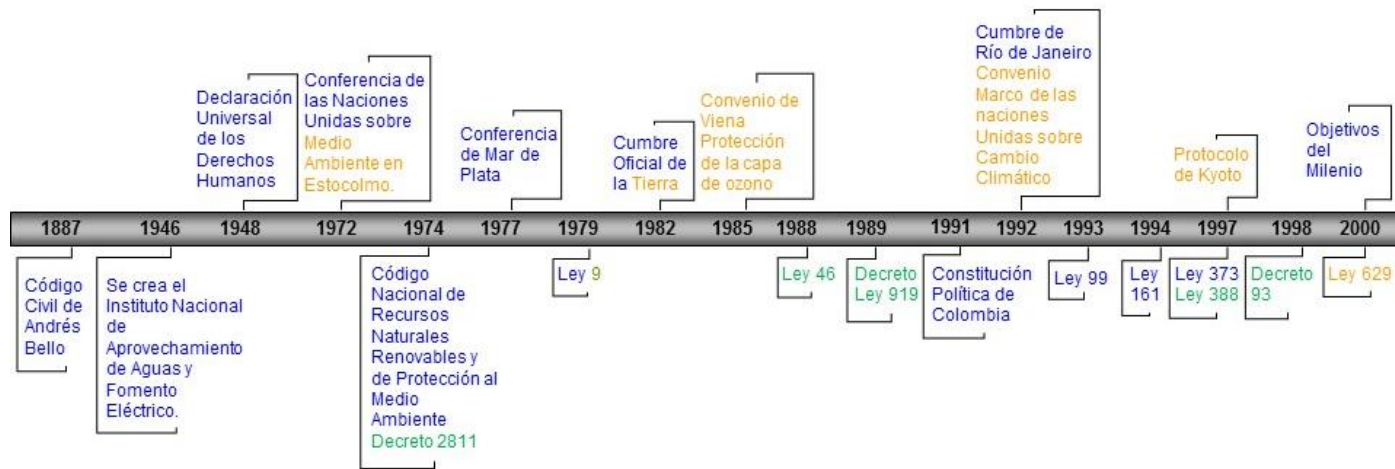 Declaración
Universal
de los
Derechos
Humanos
Conferencia de
las Naciones
Unidas sobre
Medio
Ambiente en
Estocolmo.
Conferencia
de Mar de
Plata
Cumbre
Oficial de
la Tierra
Convenio de
Viena
Protección
de la capa
de ozono
Cumbre de
Río de Janeiro
Convenio
Marco de las
naciones
Unidas sobre
Cambio
Climático
Protocolo
de Kyoto
Objetivos
del
Milenio
1887 1946 1948 1972 1974 1977 1979 1982 1985 1988 1989 1991 1992 1993 1994 1997 1998 2000
Código
Civil de
Andrés
Bello
Se crea el
Instituto Nacional
de
Aprovechamiento
de Aguas y
Fomento
Eléctrico.
Código
Nacional de
Recursos
Naturales
Renovables y
de Protección al
Medio
Ambiente
Decreto 2811
Ley 9
Ley 46
Decreto
Ley 919
Constitución
Política de
Colombia
Ley 99
Ley
161
Ley 373
Ley 388
Decreto
93
Ley 629